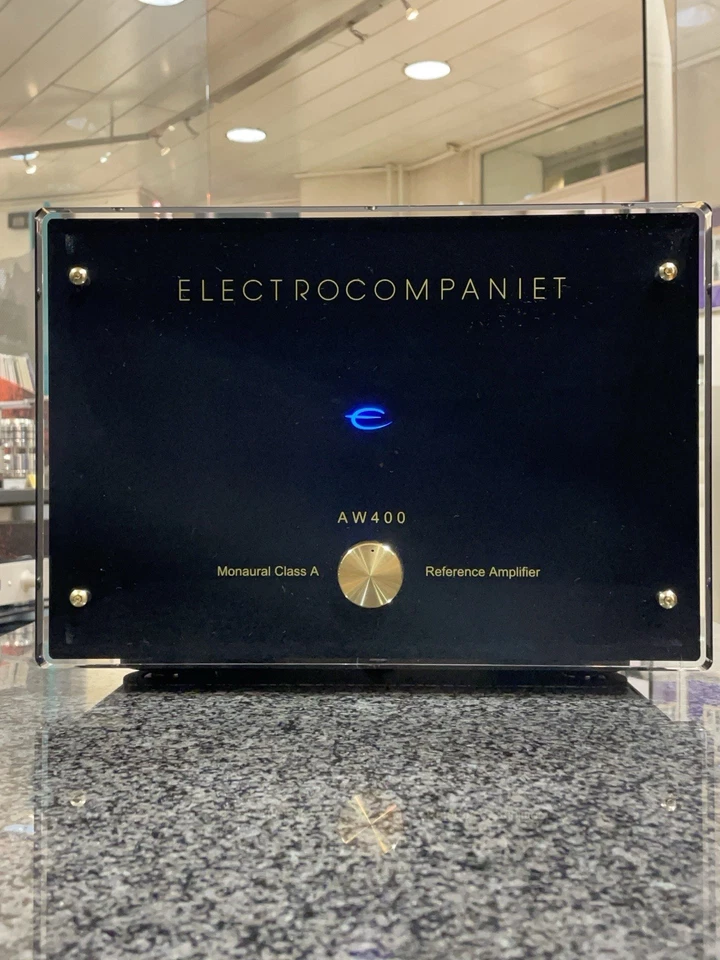 ELECTROCOMPANIET
e
AW400
Monaural Class A Reference Amplifier